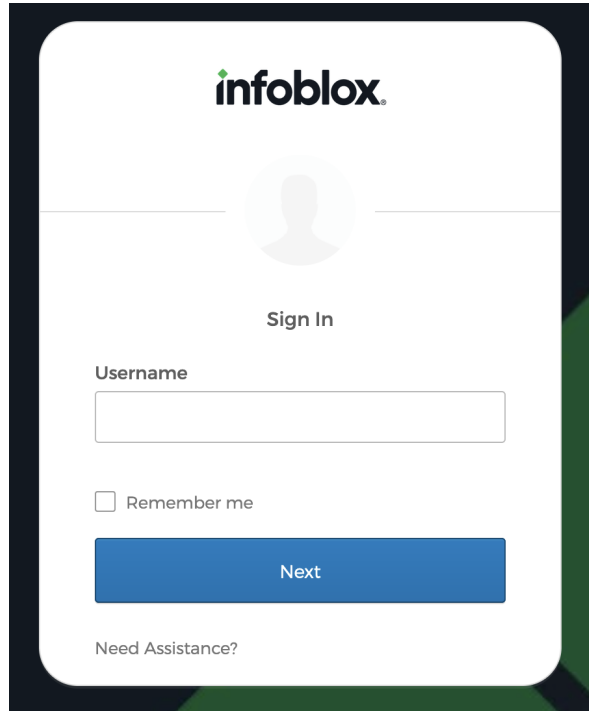 infoblox®
Sign In
Username
Remember me
Next
Need Assistance?